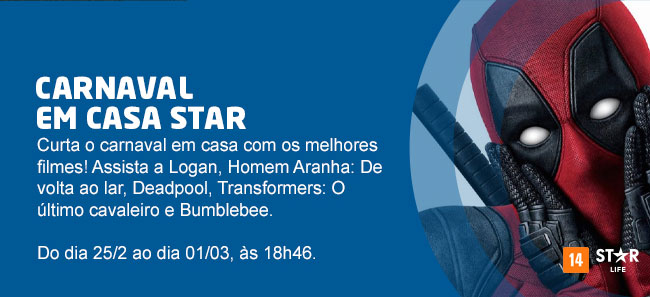 CARNAVAL
EM CASA STAR
Curta o carnaval em casa com os melhores
filmes! Assista a Logan, Homem Aranha: De
volta ao lar, Deadpool, Transformers: O
último cavaleiro e Bumblebee.
Do dia 25/2 ao dia 01/03, às 18h46.
14
STAR
LIFE